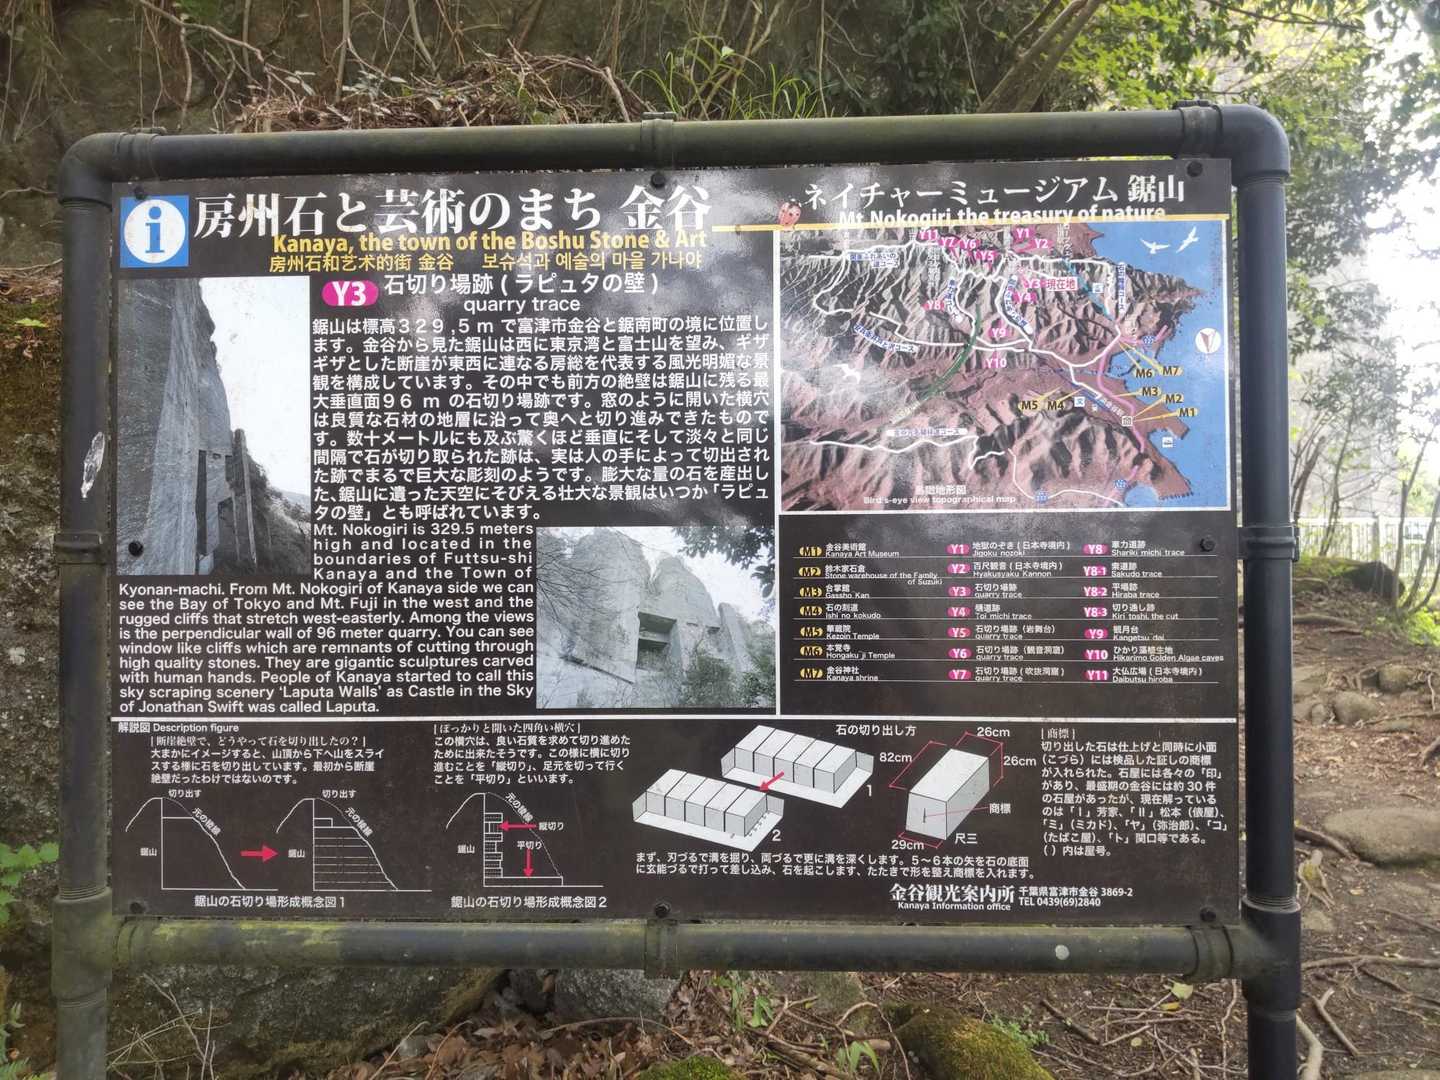 i
房州石と芸術のまち 金谷
Kanaya, the town of the Boshu Stone & Art
房州石和艺术的街 金谷　보슈석과 예술의 마을 가나야
Y3 石切り場跡 ( ラピュタの壁 )
quarry trace
鋸山は標高３２９ ,５ m で富津市金谷と鋸南町の境に位置し
ます。金谷から見た鋸山は西に東京湾と富士山を望み、ギザ
ギザとした断崖が東西に連なる房総を代表する風光明媚な景
観を構成しています。その中でも前方の絶壁は鋸山に残る最
大垂直面９６ m の石切り場跡です。窓のように開いた横穴
は良質な石材の地層に沿って奥へと切り進みできたもので
す。数十メートルにも及ぶ驚くほど垂直にそして淡々と同じ
間隔で石が切り取られた跡は、実は人の手によって切出され
た跡でまるで巨大な彫刻のようです。膨大な量の石を産出し
た、鋸山に遺った天空にそびえる壮大な景観はいつか「ラピュ
タの壁」とも呼ばれています。
Mt. Nokogiri is 329.5 meters
high and located in the
boundaries of Futtsu-shi
Kanaya and the Town of
Kyonan-machi. From Mt. Nokogiri of Kanaya side we can
see the Bay of Tokyo and Mt. Fuji in the west and the
rugged cliffs that stretch west-easterly. Among the views
is the perpendicular wall of 96 meter quarry. You can see
window like cliffs which are remnants of cutting through
high quality stones. They are gigantic sculptures carved
with human hands. People of Kanaya started to call this
sky scraping scenery ‘Laputa Walls’ as Castle in the Sky
of Jonathan Swift was called Laputa.
ネイチャーミュージアム 鋸山
Mt Nokogiri the treasury of nature
Y11
Y7
Y6
Y5
Y1
Y2
Y3
現在地
Y4
Y8
Y9
Y10
M6
M7
M5
M4
M3
M2
M1
鳥瞰地形図
Bird's-eye view topographical map
M1 金谷美術館
Kanaya Art Museum
M2 鈴木家石倉
Stone warehouse of the Family
of Suzuki
M3 合掌館
Gassho Kan
M4 石の刻道
Ishi no kokudo
M5 華蔵院
Kezoin Temple
M6 本覚寺
Hongaku ji Temple
M7 金谷神社
Kanaya shrine
Y1 地獄のぞき ( 日本寺境内 )
Jigoku nozoki
Y2 百尺観音 ( 日本寺境内 )
Hyakusyaku Kannon
Y3 石切り場跡
quarry trace
Y4 樋道跡
Toi michi trace
Y5 石切り場跡（岩舞台）
quarry trace
Y6 石切り場跡（観音洞窟）
quarry trace
Y7 石切り場跡（吹抜洞窟）
quarry trace
Y8 車力道跡
Shariki michi trace
Y8-1 索道跡
Sakudo trace
Y8-2 平場跡
Hiraba trace
Y8-3 切り通し跡
Kiri toshi, the cut
Y9 観月台
Kangetsu dai
Y10 ひかり藻植生地
Hikarimo Golden Algae caves
Y11 大仏広場（日本寺境内）
Daibutsu hiroba
解説図 Description figure
［断崖絶壁で、どうやって石を切り出したの？］
大まかにイメージすると、山頂から下へ山をスライ
スする様に石を切り出しています。最初から断崖
絶壁だったわけではないのです。
切り出す
元の稜線
鋸山
切り出す
元の稜線
鋸山
鋸山の石切り場形成概念図１
［ぽっかりと開いた四角い横穴］
この横穴は、良い石質を求めて切り進めた
ために出来たそうです。この様に横に切り
進むことを「縦切り」、足元を切って行く
ことを「平切り」といいます。
元の稜線
縦切り
平切り
鋸山
鋸山の石切り場形成概念図２
石の切り出し方
1
2
26cm
82cm
26cm
商標
29cm
尺三
まず、刃づるで溝を掘り、両づるで更に溝を深くします。５～６本の矢を石の底面
に玄能づるで打って差し込み、石を起こします、たたきで形を整え商標を入れます。
［商標］
切り出した石は仕上げと同時に小面
（こづら）には検品した証しの商標
が入れられた。石屋には各々の「印」
があり、最盛期の金谷には約 30 件
の石屋があったが、現在解っている
のは「Ⅰ」芳家、「Ⅱ」松本（俵屋）、
「ミ」（ミカド）、「ヤ」（弥治郎）、「コ」
（たばこ屋）、「ト」関口等である。
（ ）内は屋号。
金谷観光案内所 千葉県富津市金谷 3869-2
Kanaya Information office TEL 0439(69)2840